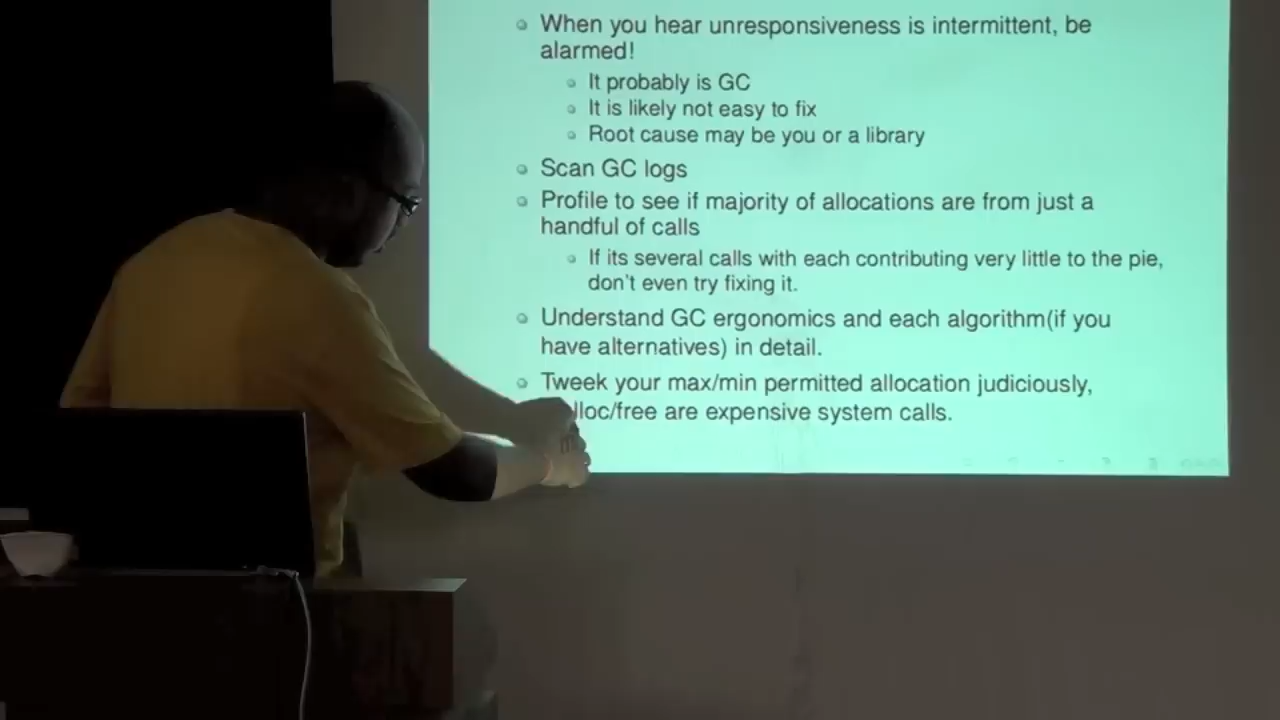 When you hear unresponsiveness is intermittent, be
alarmed!
It probably is GC
It is likely not easy to fix
Root cause may be you or a library
Scan GC logs
Profile to see if majority of allocations are from just a
handful of calls
If its several calls with each contributing very little to the pie,
don't even try fixing it.
Understand GC ergonomics and each algorithm(if you
have alternatives) in detail.
Tweek your max/min permitted allocation judiciously,
lloc/free are expensive system calls.